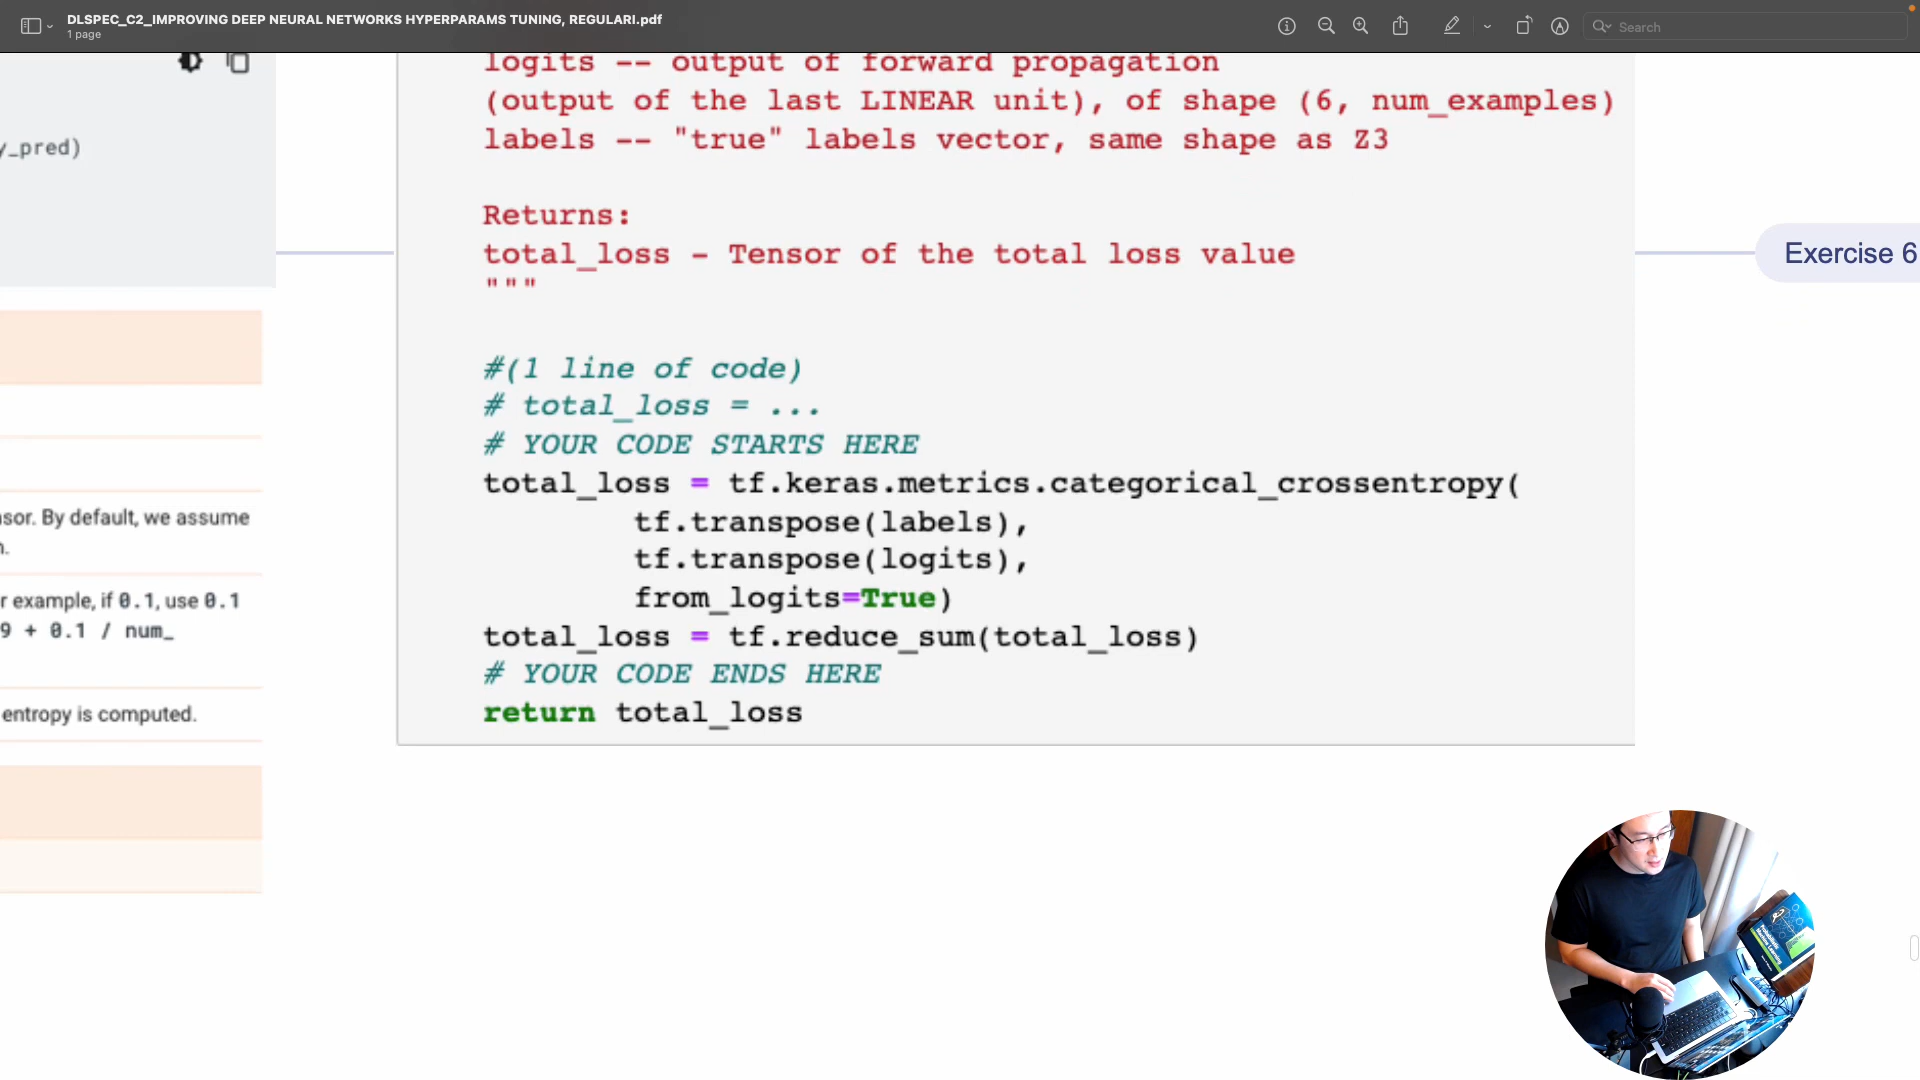 DLSPEC_C2_IMPROVING DEEP NEURAL NETWORKS HYPERPARAMS TUNING, REGULARI.pdf
1 page
Search
y_pred)
nsor. By default, we assume
n.
r example, if 0.1, use 0.1
9 + 0.1 / num_
entropy is computed.
logits -- output of forward propagation
(output of the last LINEAR unit), of shape (6, num_examples)
labels -- "true" labels vector, same shape as Z3
Returns:
total_loss - Tensor of the total loss value
"""
#(1 line of code)
# total_loss = ...
# YOUR CODE STARTS HERE
total_loss = tf.keras.metrics.categorical_crossentropy(
tf.transpose(labels),
tf.transpose(logits),
from_logits=True)
total_loss = tf.reduce_sum(total_loss)
# YOUR CODE ENDS HERE
return total_loss
Exercise 6